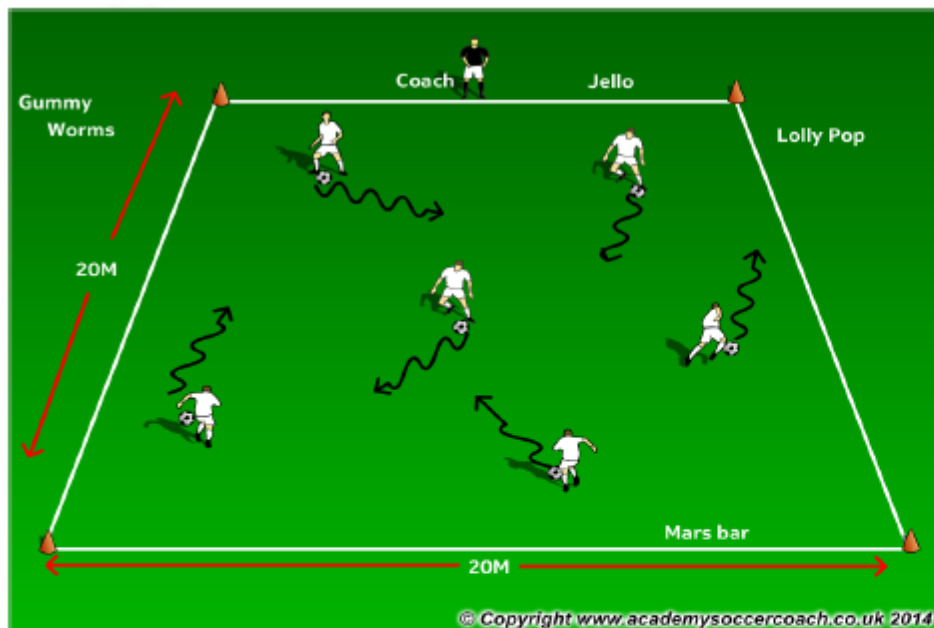 Coach
Jello
Gummy
Worms
Lolly Pop
20M
Mars bar
20M
© Copyright www.academysoccercoach.co.uk 2014